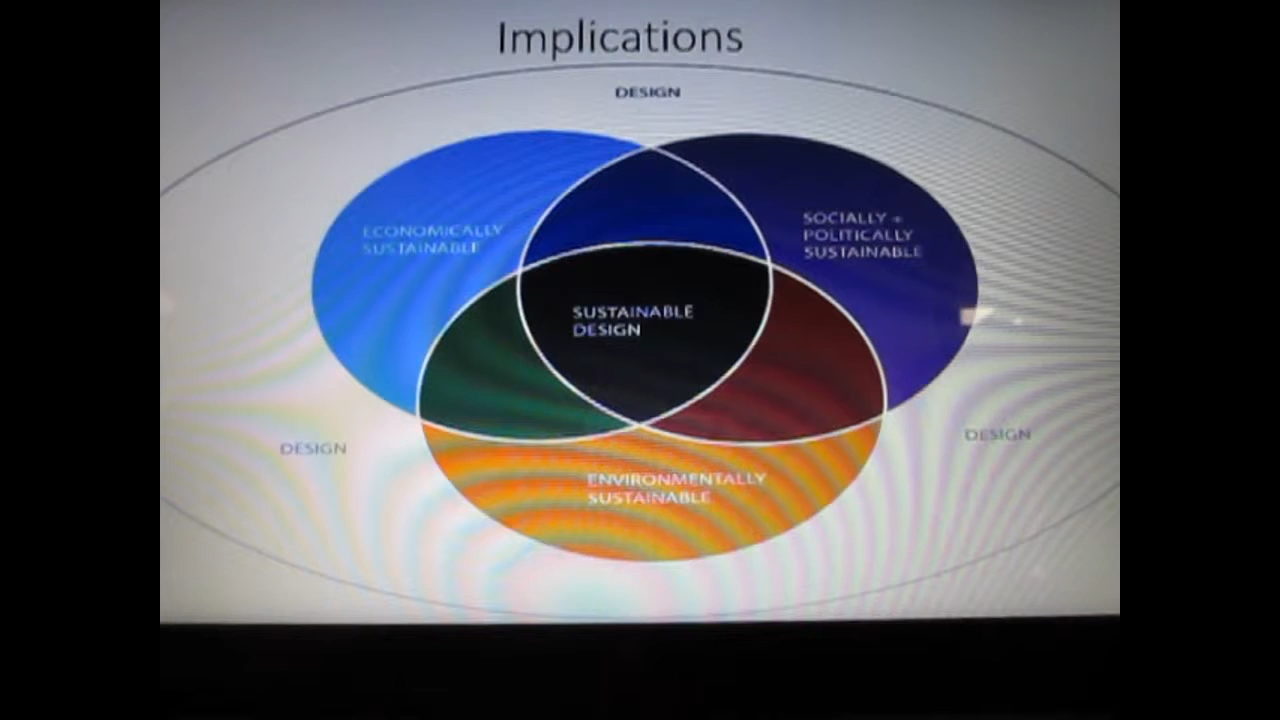 Implications
DESIGN
ECONOMICALLY
SUSTAINABLE
SOCIALLY +
POLITICALLY
SUSTAINABLE
SUSTAINABLE
DESIGN
DESIGN
DESIGN
ENVIRONMENTALLY
SUSTAINABLE